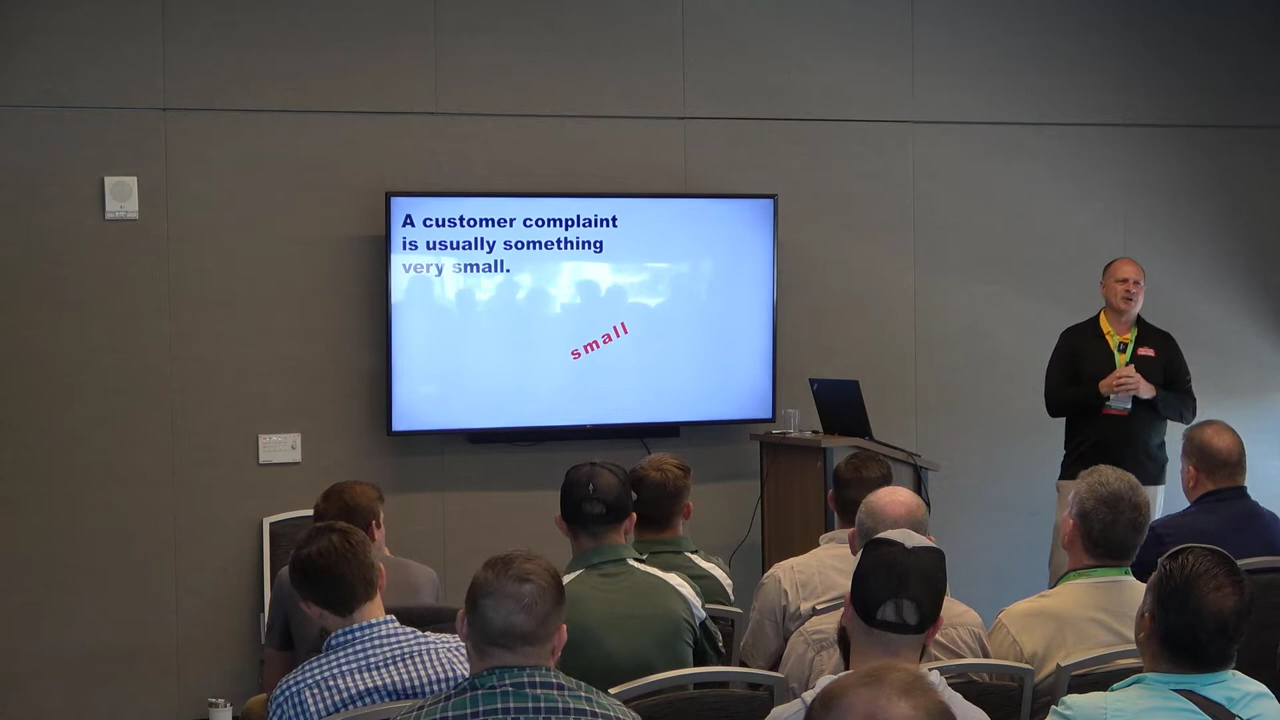 A customer complaint
is usually something
very small.
small